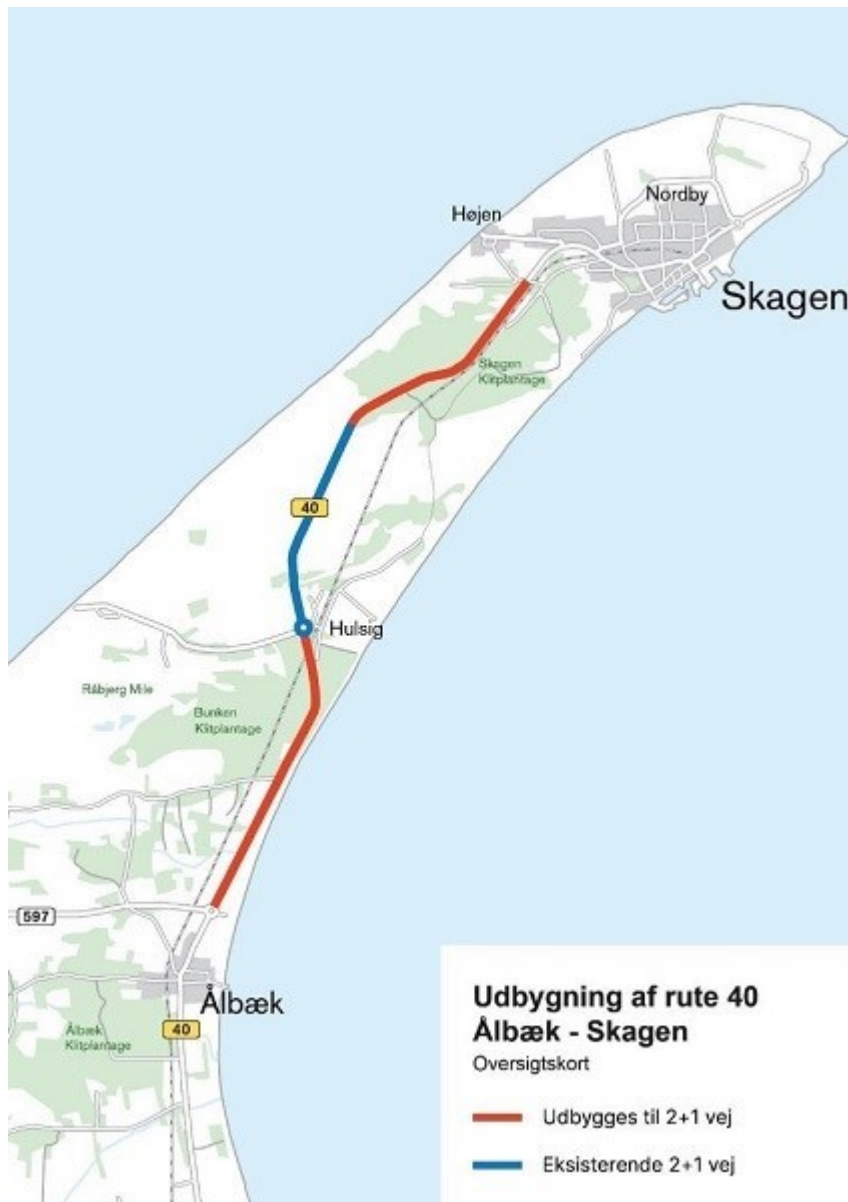 Nordby
Højen
Skagen
Skagen
Klitplantage
40
Hulsig
Råbjerg Mile
Bunken
Klitplantage
597
Ålbæk
40
Ålbæk
Klitplantage
Udbygning af rute 40
Ålbæk - Skagen
Oversigtskort
Udbygges til 2+1 vej
Eksisterende 2+1 vej